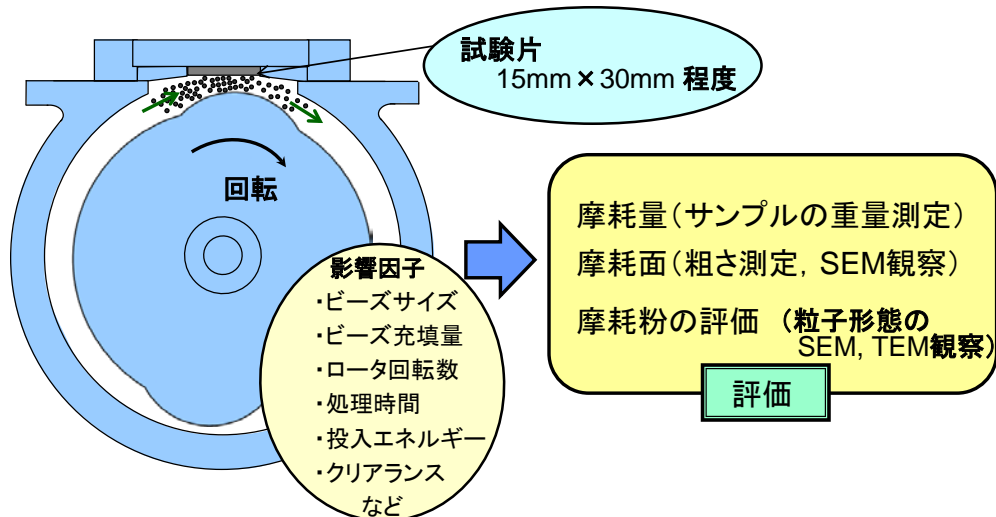 試験片
15mm×30mm 程度
回転
影響因子
・ビーズサイズ
・ビーズ充填量
・ロータ回転数
・処理時間
・投入エネルギー
・クリアランス
など
摩耗量(サンプルの重量測定)
摩耗面(粗さ測定, SEM観察)
摩耗粉の評価 (粒子形態の
SEM, TEM観察)
評価